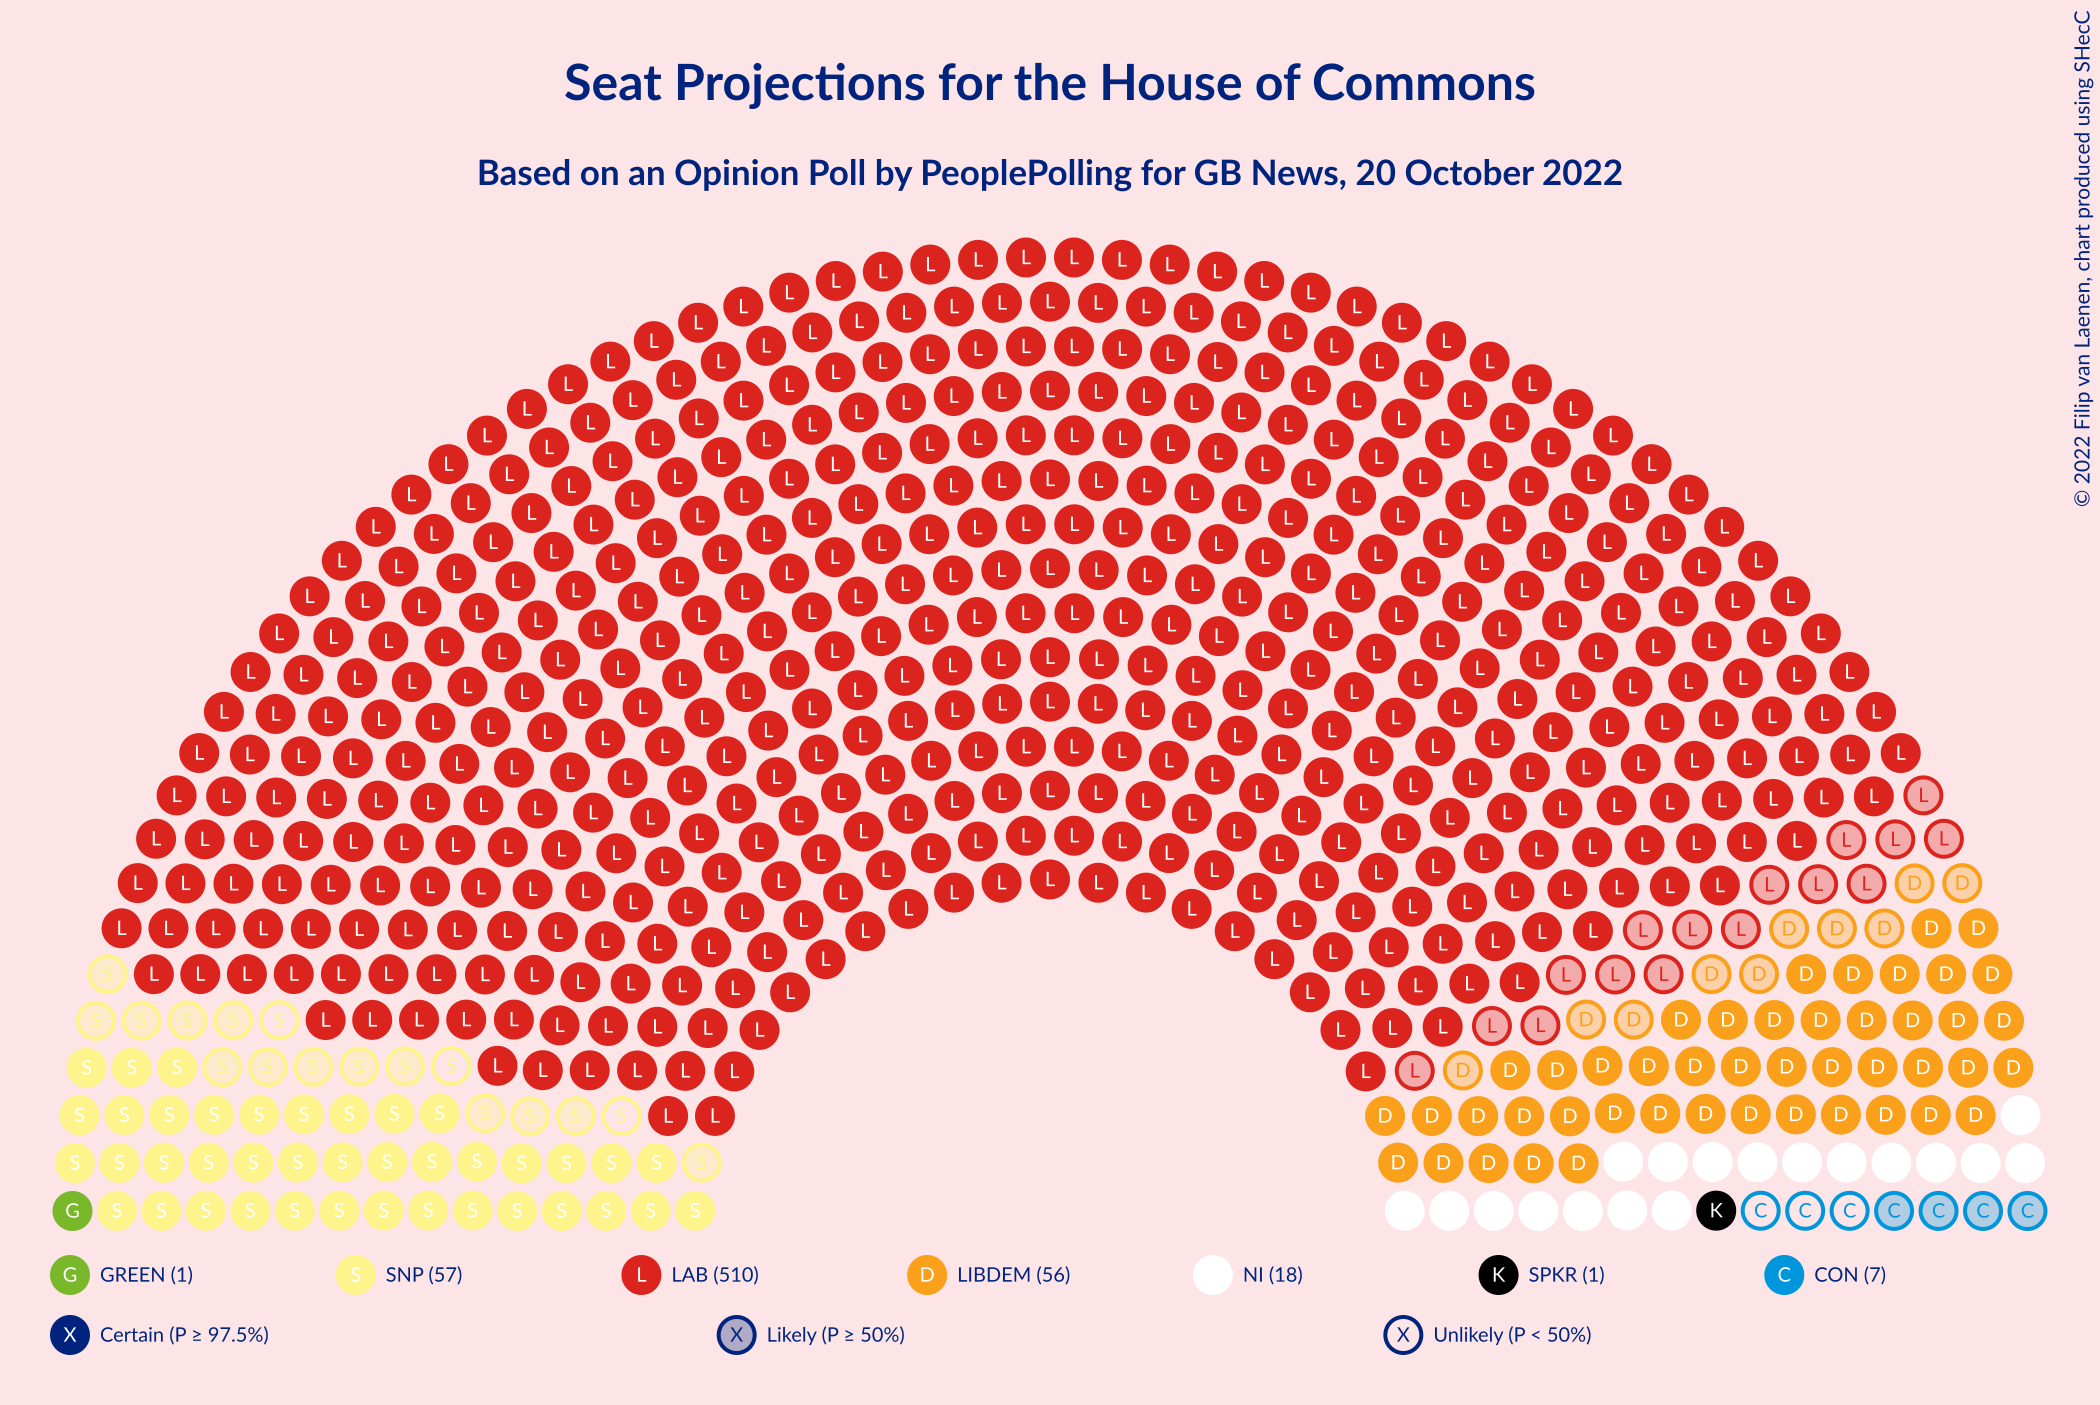 Seat Projections for the House of Commons
Based on an Opinion Poll by PeoplePolling for GB News, 20 October 2022
© 2022 Filip van Laenen, chart produced using SHecC
G GREEN (1)
S SNP (57)
L LAB (510)
D LIBDEM (56)
NI (18)
K SPKR (1)
C CON (7)
X Certain (P ≥ 97.5%)
X Likely (P ≥ 50%)
X Unlikely (P < 50%)